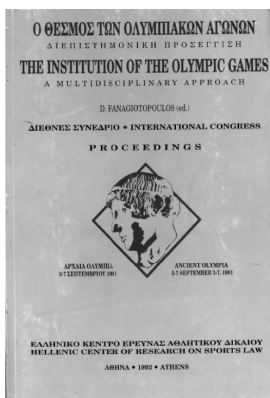 Ο ΘΕΣΜΟΣ ΤΩΝ ΟΛΥΜΠΙΑΚΩΝ ΑΓΩΝΩΝ
ΔΙΕΠΙΣΤΗΜΟΝΙΚΗ ΠΡΟΣΕΓΓΙΣΗ
THE INSTITUTION OF THE OLYMPIC GAMES
A MULTIDISCIPLINARY APPROACH
D. PANAGIOTOPOULOS (ed.)
ΔΙΕΘΝΕΣ ΣΥΝΕΔΡΙΟ • INTERNATIONAL CONGRESS
PROCEEDINGS
ΑΡΧΑΙΑ ΟΛΥΜΠΙΑ
3-7 ΣΕΠΤΕΜΒΡΙΟΥ 1991
ANCIENT OLYMPIA
SEPTEMBER 3-7, 1991
ΕΛΛΗΝΙΚΟ ΚΕΝΤΡΟ ΕΡΕΥΝΑΣ ΑΘΛΗΤΙΚΟΥ ΔΙΚΑΙΟΥ
HELLENIC CENTER OF RESEARCH ON SPORTS LAW
ΑΘΗΝΑ • 1993 • ATHENS